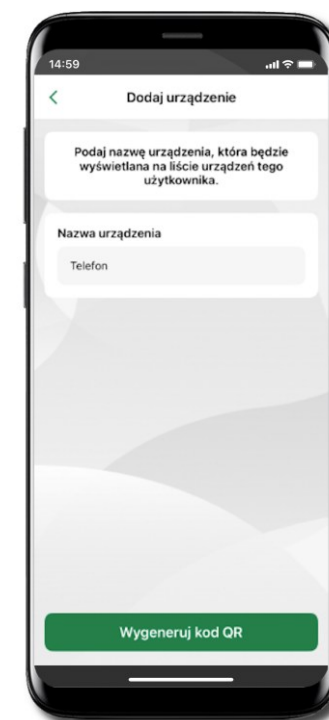 14:59
Dodaj urządzenie
Podaj nazwę urządzenia, która będzie
wyświetlana na liście urządzeń tego
użytkownika.
Nazwa urządzenia
Telefon
Wygeneruj kod QR